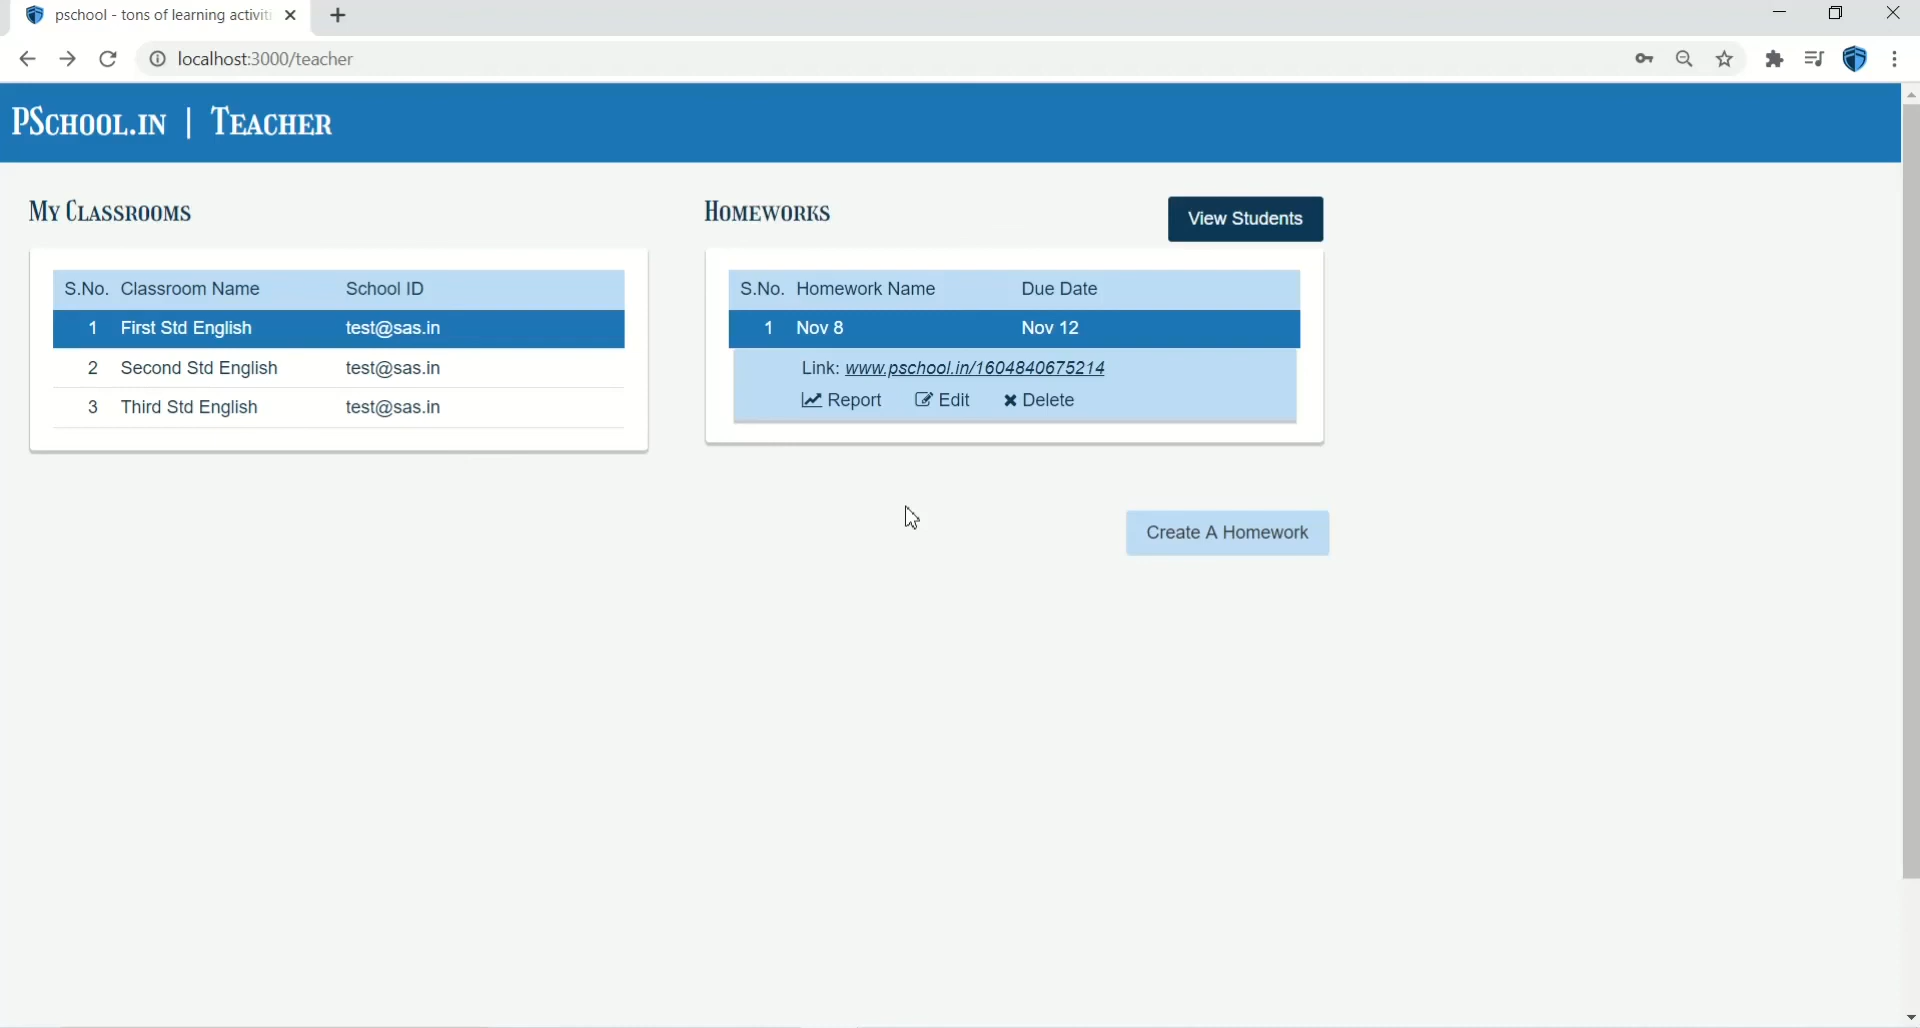 pschool - tons of learning activiti
localhost:3000/teacher
PSchool.in | Teacher
My Classrooms
S.No. Classroom Name School ID
1 First Std English test@sas.in
2 Second Std English test@sas.in
3 Third Std English test@sas.in
Homeworks
View Students
S.No. Homework Name Due Date
1 Nov 8 Nov 12
Link: www.pschool.in/1604840675214
Report Edit Delete
Create A Homework